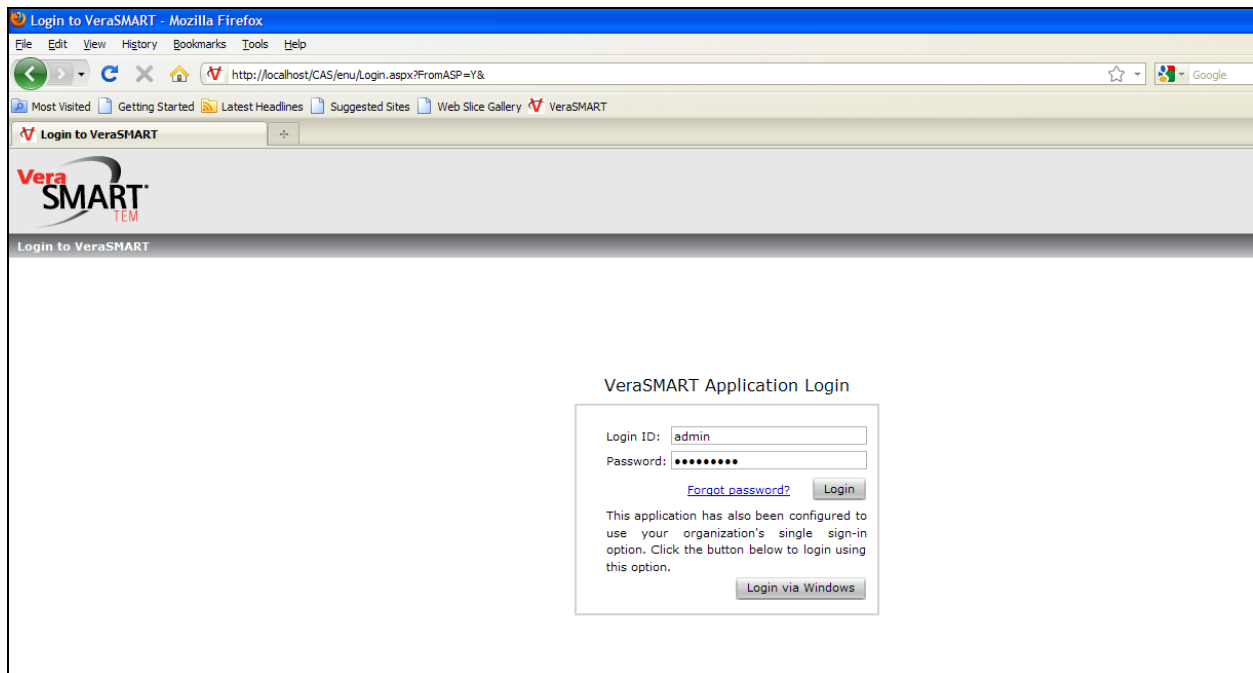 Login to VeraSMART - Mozilla Firefox
File Edit View History Bookmarks Tools Help
http://localhost/CAS/enu/Login.aspx?FromASP=Y& Google
Most Visited Getting Started Latest Headlines Suggested Sites Web Slice Gallery VeraSMART
Login to VeraSMART
Vera
SMART
TEM
Login to VeraSMART
VeraSMART Application Login
Login ID: admin
Password: •••••••••
Forgot password? Login
This application has also been configured to
use your organization's single sign-in
option. Click the button below to login using
this option.
Login via Windows